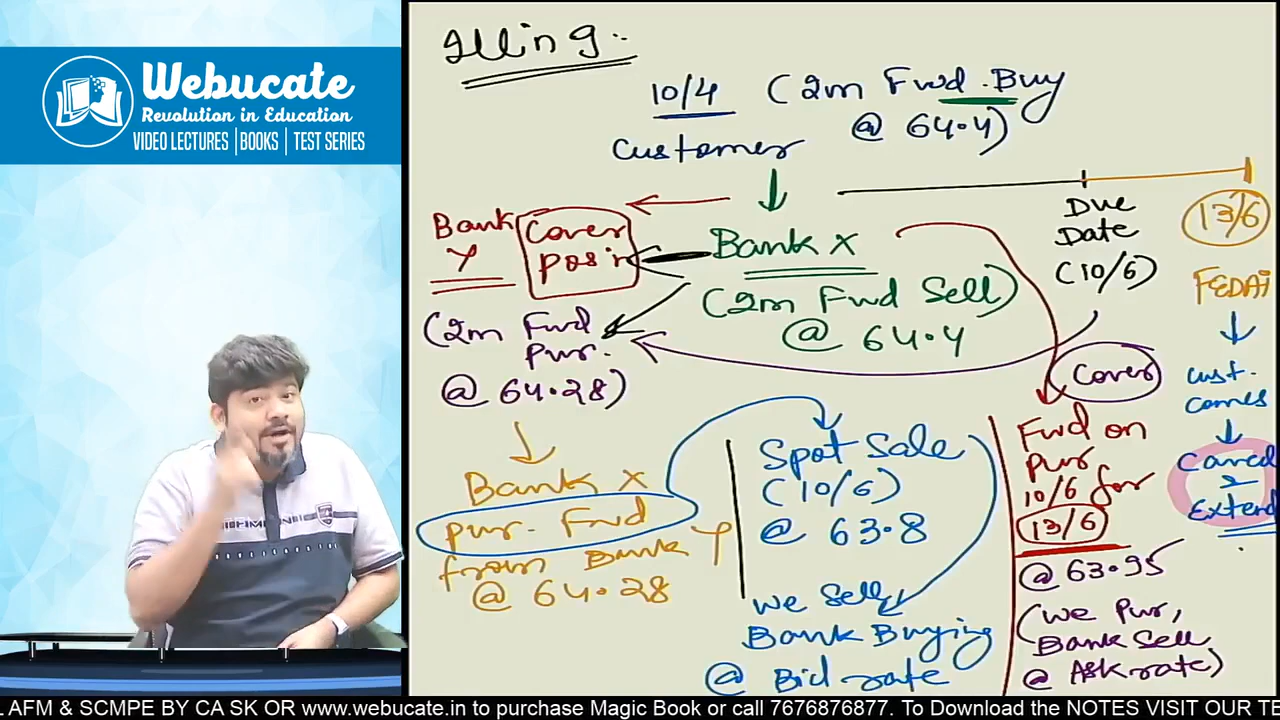 Webucate
Revolution in Education
VIDEO LECTURES | BOOKS | TEST SERIES
10/4 (2m Fwd. Buy
@ 64.4)
Customer
Bank X
(2m Fwd Sell)
@ 64.4
Bank
Y
Cover
posn
(2m Fwd
pur.
@ 64.28)
Bank X
pur. Fwd
from Bank Y
@ 64.28
Spot Sale
(10/6)
@ 63.8
we sell,
Bank Buying
@ Bid rate
Due
Date
(10/6)
Cover
Fwd on
pur
10/6 for
13/6
@ 63.95
(we pur,
Bank Sell
@ Ask rate)
13/6
FEDAi
cust.
comes
Cancel
2
Extend
AFM & SCMPE BY CA SK OR www.webucate.in to purchase Magic Book or call 7676876877. To Download the NOTES VISIT OUR